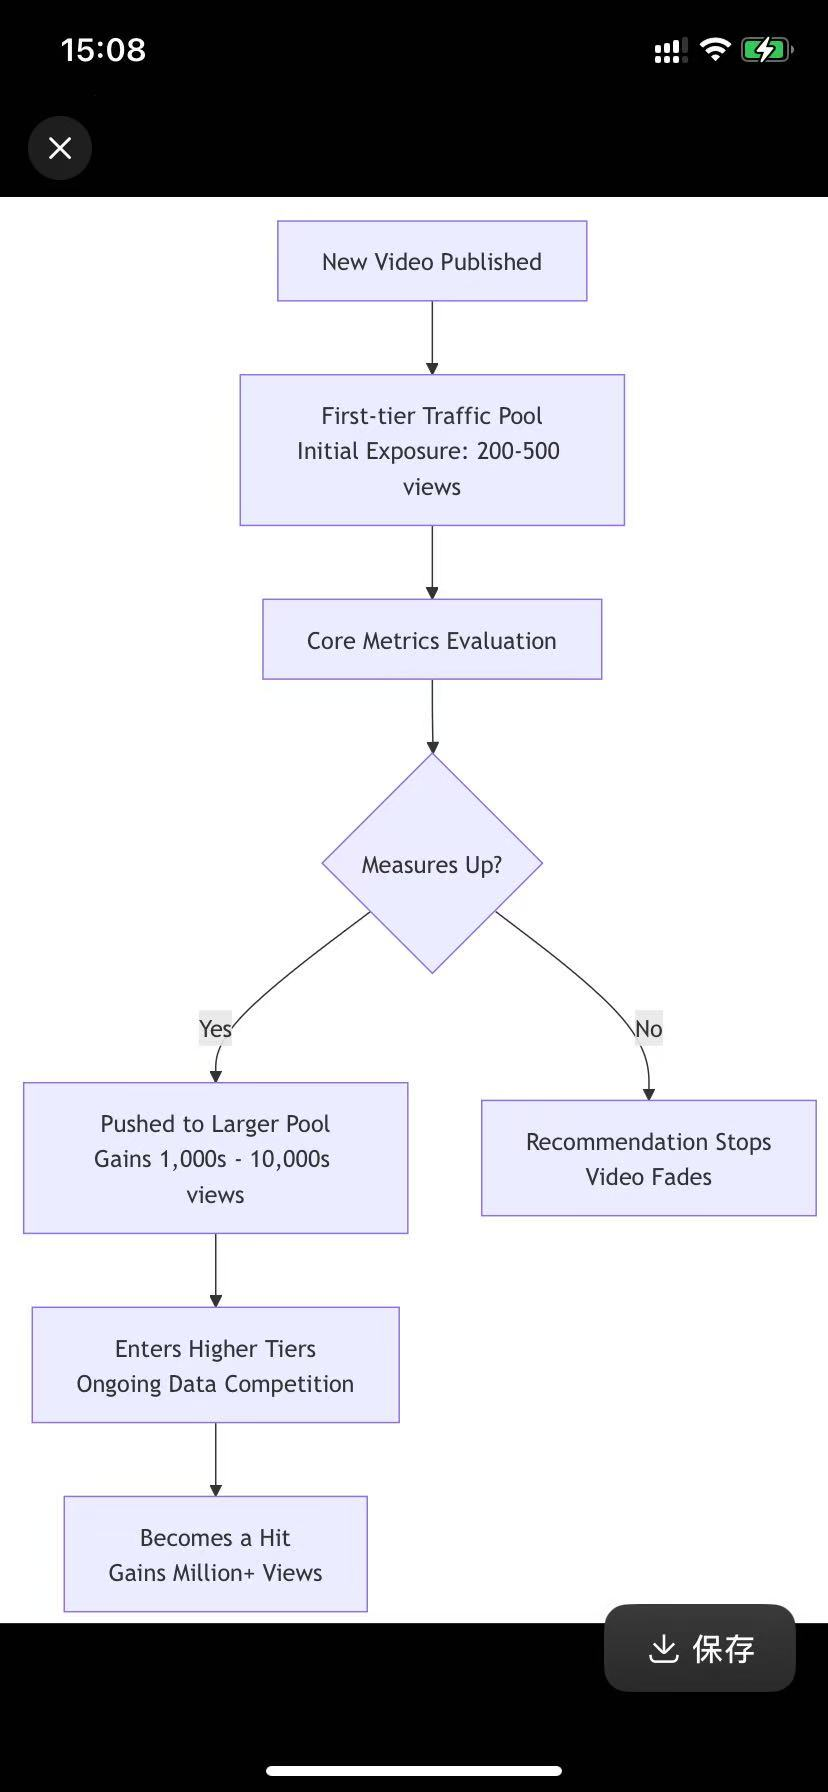 15:08
New Video Published
First-tier Traffic Pool
Initial Exposure: 200-500
views
Core Metrics Evaluation
Measures Up?
Yes
No
Pushed to Larger Pool
Gains 1,000s - 10,000s
views
Recommendation Stops
Video Fades
Enters Higher Tiers
Ongoing Data Competition
Becomes a Hit
Gains Million+ Views
保存